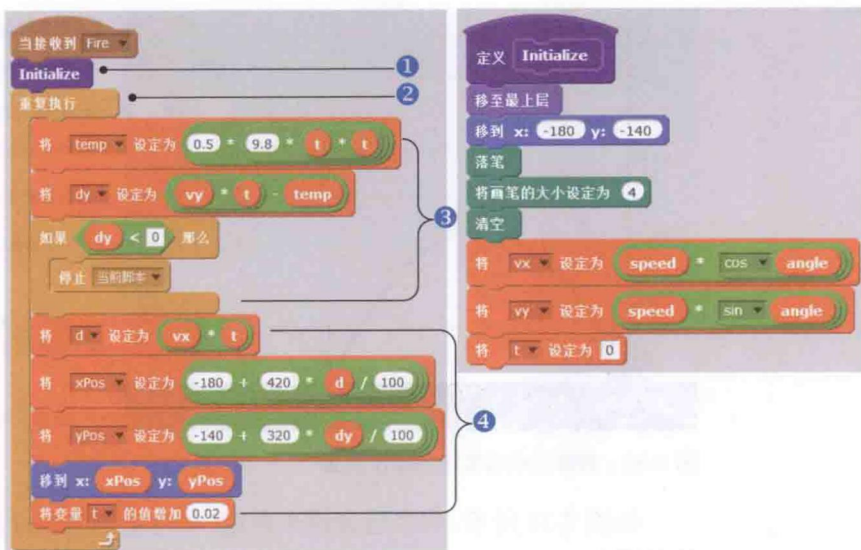 当接收到 Fire
Initialize
1
重复执行
2
将 temp 设定为 0.5 * 9.8 * t * t
将 dy 设定为 vy * t - temp
3
如果 dy < 0 那么
停止 当前脚本
将 d 设定为 vx * t
将 xPos 设定为 -180 + 420 * d / 100
4
将 yPos 设定为 -140 + 320 * dy / 100
移到 x: xPos y: yPos
将变量 t 的值增加 0.02
定义 Initialize
移至最上层
移到 x: -180 y: -140
落笔
将画笔的大小设定为 4
清空
将 vx 设定为 speed * cos angle
将 vy 设定为 speed * sin angle
将 t 设定为 0